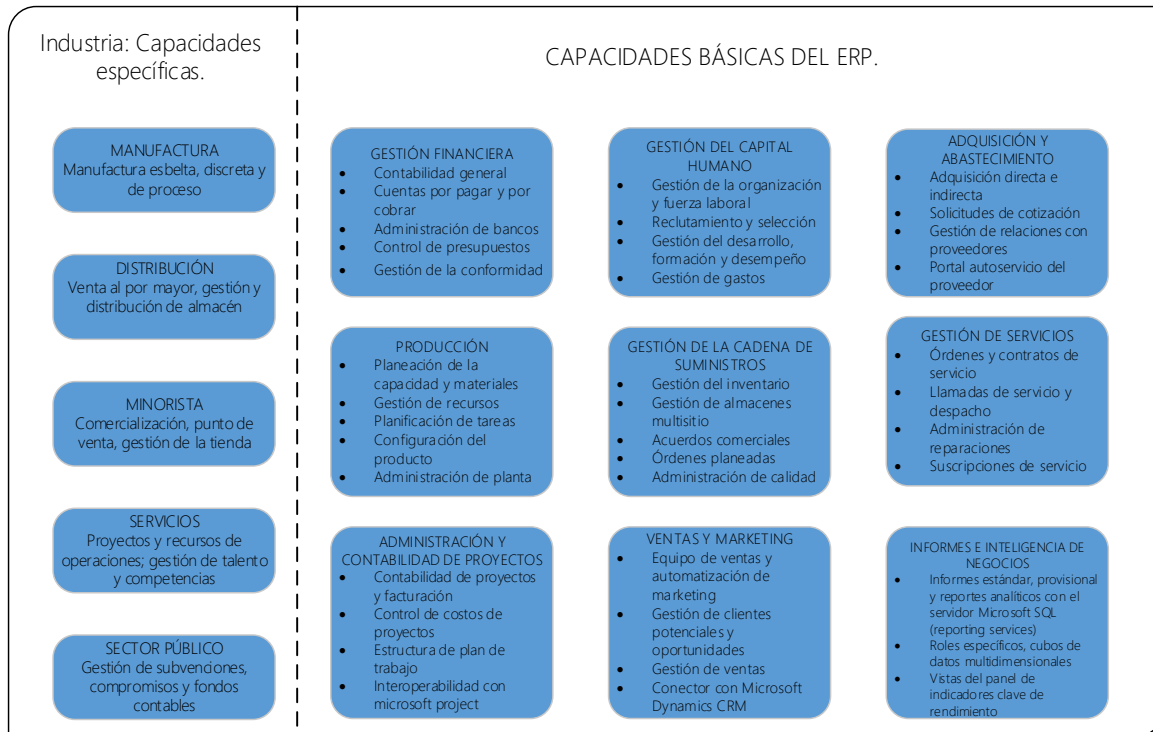 Industria: Capacidades
específicas.
MANUFACTURA
Manufactura esbelta, discreta y
de proceso
DISTRIBUCIÓN
Venta al por mayor, gestión y
distribución de almacén
MINORISTA
Comercialización, punto de
venta, gestión de la tienda
SERVICIOS
Proyectos y recursos de
operaciones; gestión de talento
y competencias
SECTOR PÚBLICO
Gestión de subvenciones,
compromisos y fondos
contables
CAPACIDADES BÁSICAS DEL ERP.
GESTIÓN FINANCIERA
• Contabilidad general
• Cuentas por pagar y por
cobrar
• Administración de bancos
• Control de presupuestos
• Gestión de la conformidad
GESTIÓN DEL CAPITAL
HUMANO
• Gestión de la organización
y fuerza laboral
• Reclutamiento y selección
• Gestión del desarrollo,
formación y desempeño
• Gestión de gastos
ADQUISICIÓN Y
ABASTECIMIENTO
• Adquisición directa e
indirecta
• Solicitudes de cotización
• Gestión de relaciones con
proveedores
• Portal autoservicio del
proveedor
PRODUCCIÓN
• Planeación de la
capacidad y materiales
• Gestión de recursos
• Planificación de tareas
• Configuración del
producto
• Administración de planta
GESTIÓN DE LA CADENA DE
SUMINISTROS
• Gestión del inventario
• Gestión de almacenes
multisitio
• Acuerdos comerciales
• Órdenes planeadas
• Administración de calidad
GESTIÓN DE SERVICIOS
• Órdenes y contratos de
servicio
• Llamadas de servicio y
despacho
• Administración de
reparaciones
• Suscripciones de servicio
ADMINISTRACIÓN Y
CONTABILIDAD DE PROYECTOS
• Contabilidad de proyectos
y facturación
• Control de costos de
proyectos
• Estructura de plan de
trabajo
• Interoperabilidad con
microsoft project
VENTAS Y MARKETING
• Equipo de ventas y
automatización de
marketing
• Gestión de clientes
potenciales y
oportunidades
• Gestión de ventas
• Conector con Microsoft
Dynamics CRM
INFORMES E INTELIGENCIA DE
NEGOCIOS
• Informes estándar, provisional
y reportes analíticos con el
servidor Microsoft SQL
(reporting services)
• Roles específicos, cubos de
datos multidimensionales
• Vistas del panel de
indicadores clave de
rendimiento